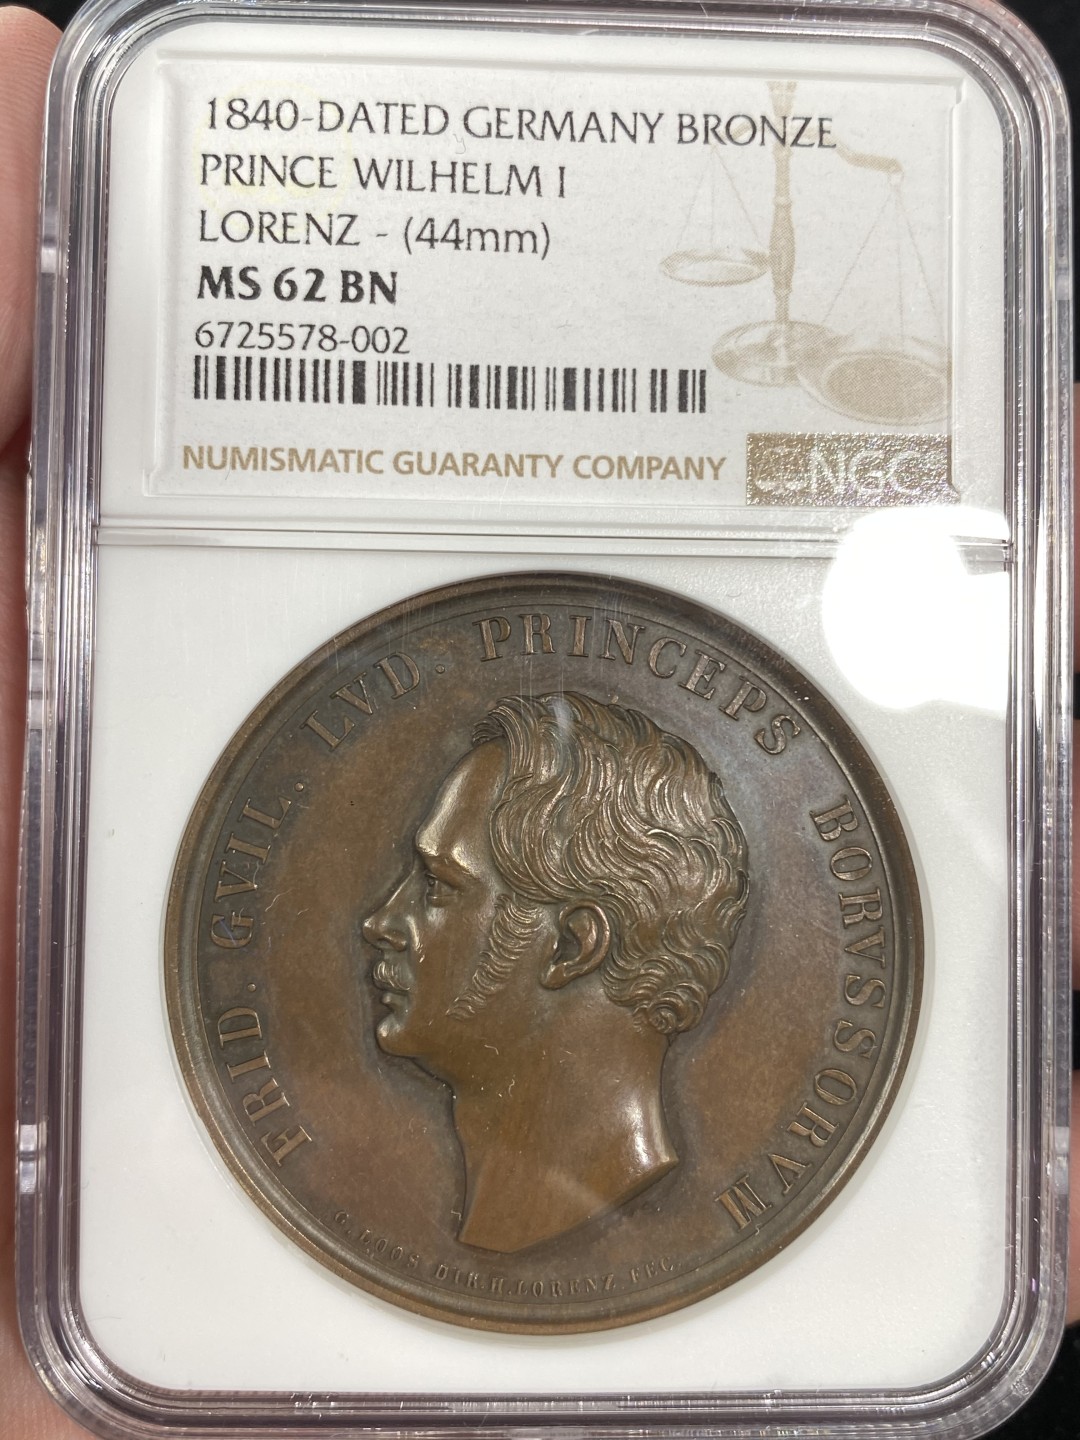 1840-DATED GERMANY BRONZE
PRINCE WILHELM I
LORENZ - (44mm)
MS 62 BN
6725578-002
NUMISMATIC GUARANTY COMPANY
NGC
FRID. GVIL. LVD. PRINCEPS BORVSSORVM
G. LOOS DIR. H. LORENZ FEC.